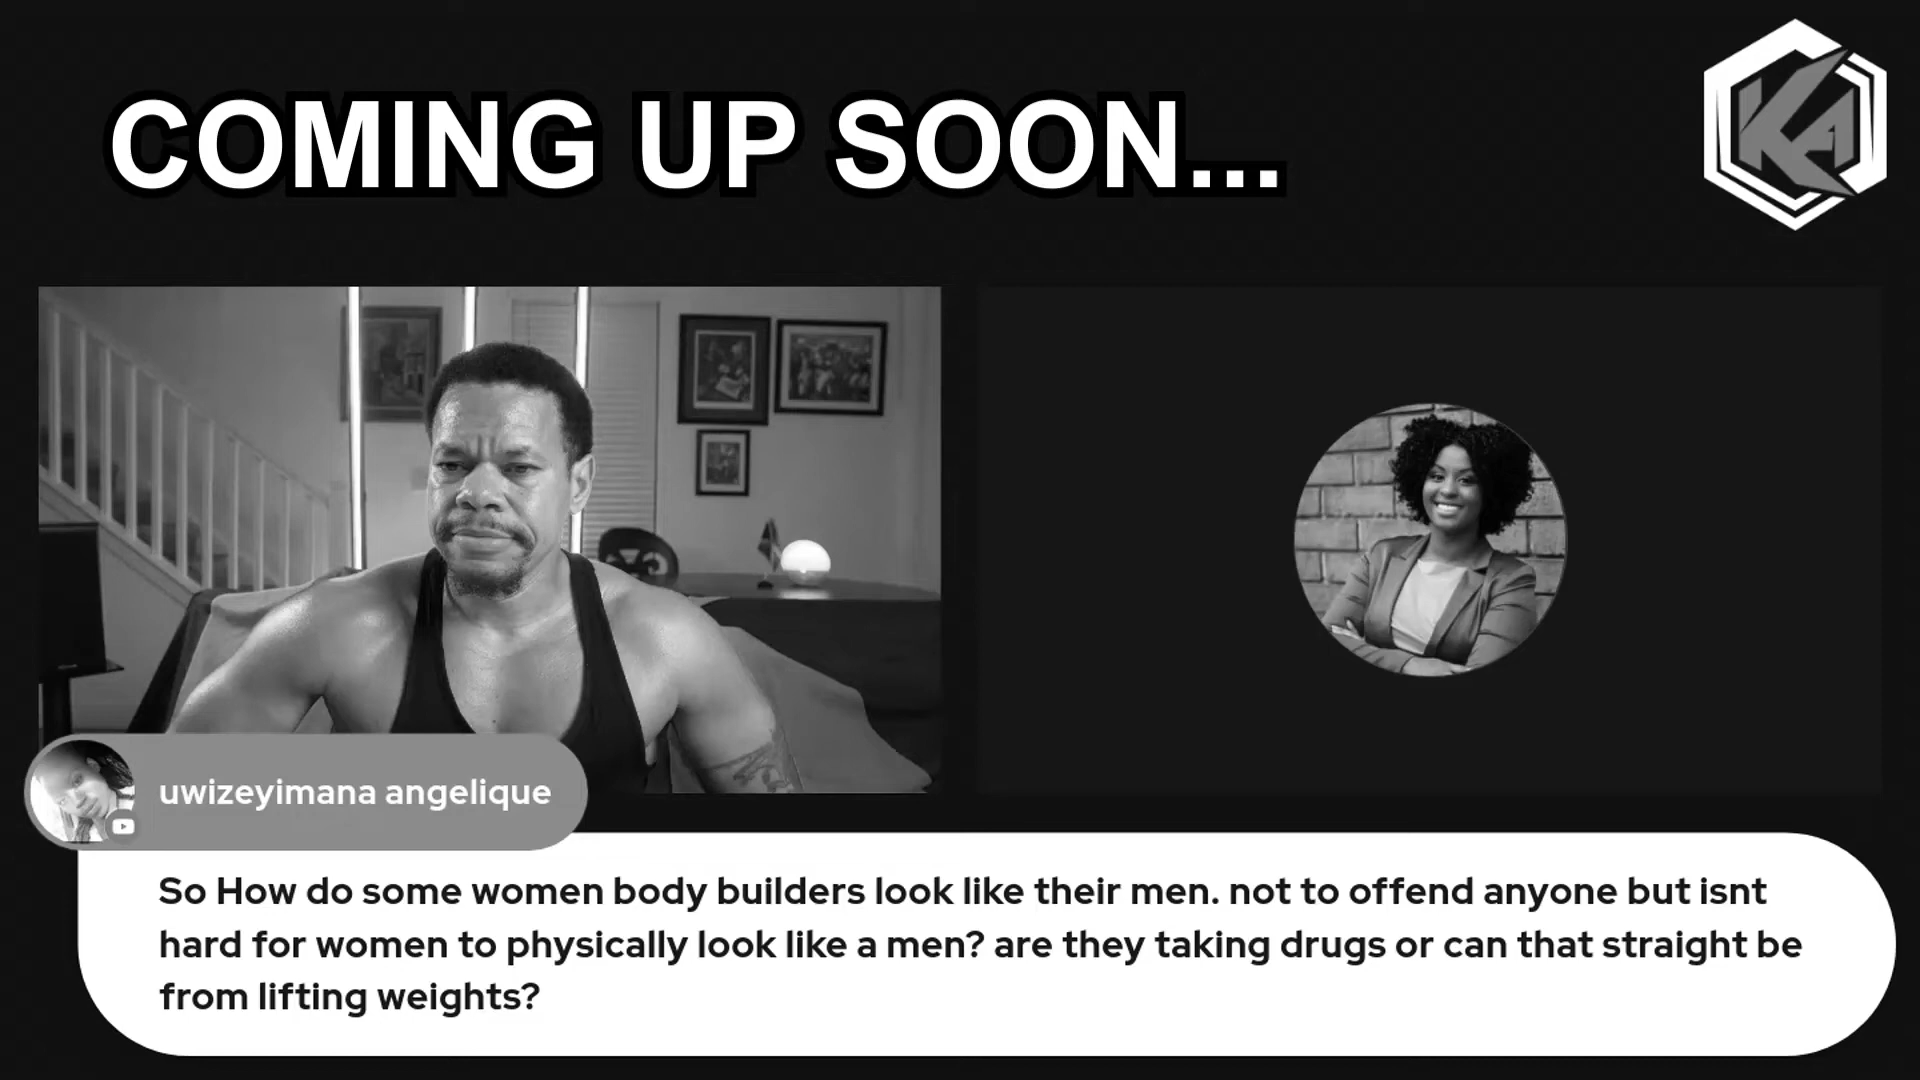 COMING UP SOON...
KA
uwizeyimana angelique
So How do some women body builders look like their men. not to offend anyone but isnt
hard for women to physically look like a men? are they taking drugs or can that straight be
from lifting weights?